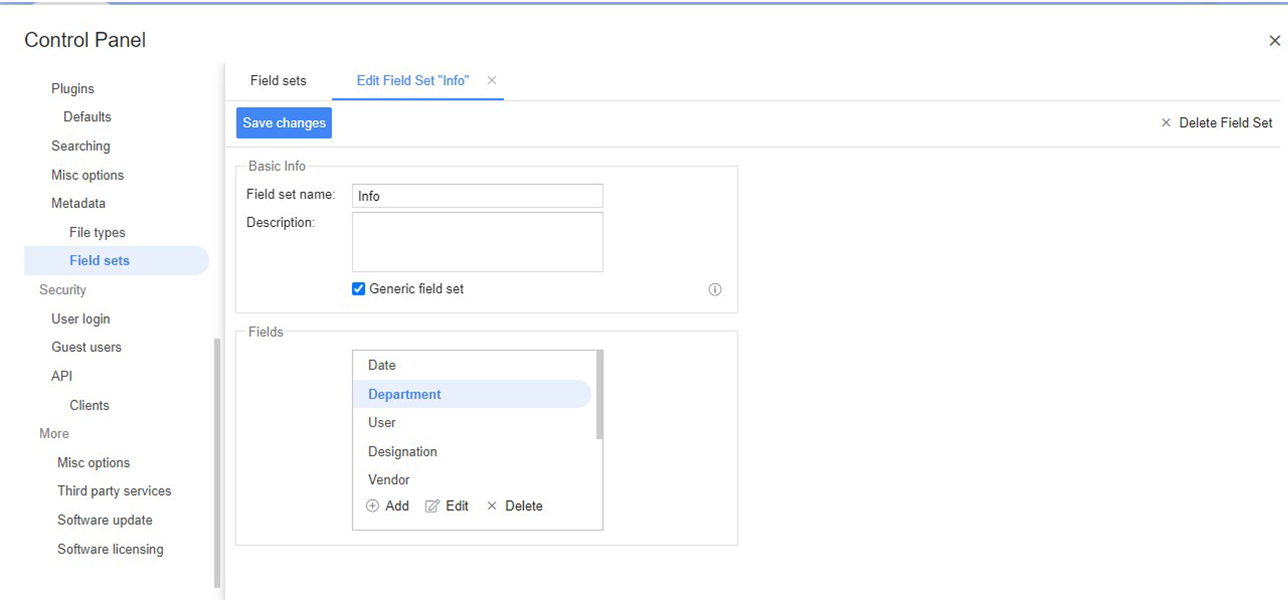 Control Panel
Plugins
Defaults
Searching
Misc options
Metadata
File types
Field sets
Security
User login
Guest users
API
Clients
More
Misc options
Third party services
Software update
Software licensing
Field sets
Edit Field Set "Info"
Save changes
Delete Field Set
Basic Info
Field set name: Info
Description:
Generic field set
Fields
Date
Department
User
Designation
Vendor
Add Edit Delete